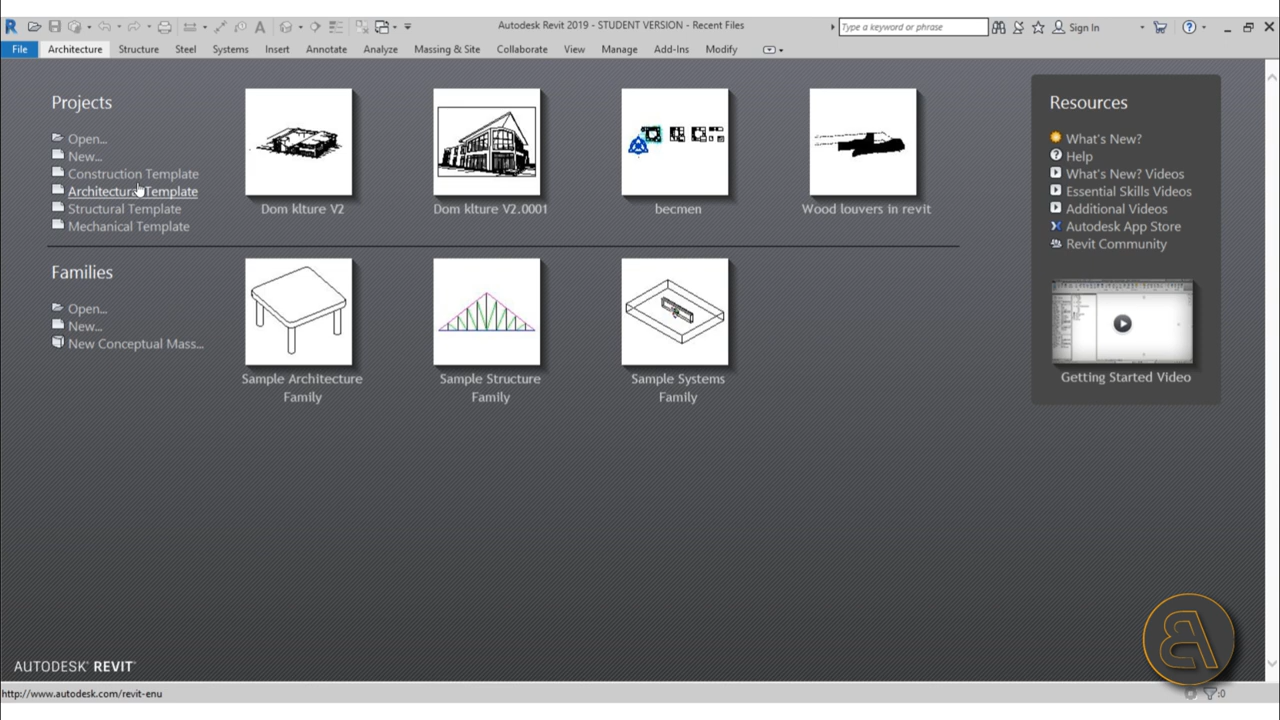 Autodesk Revit 2019 - STUDENT VERSION - Recent Files
Type a keyword or phrase
Sign In
File
Architecture
Structure
Steel
Systems
Insert
Annotate
Analyze
Massing & Site
Collaborate
View
Manage
Add-Ins
Modify
Projects
Open...
New...
Construction Template
Architectural Template
Structural Template
Mechanical Template
Dom klture V2
Dom klture V2.0001
becmen
Wood louvers in revit
Families
Open...
New...
New Conceptual Mass...
Sample Architecture
Family
Sample Structure
Family
Sample Systems
Family
Resources
What's New?
Help
What's New? Videos
Essential Skills Videos
Additional Videos
Autodesk App Store
Revit Community
Getting Started Video
AUTODESK® REVIT®
http://www.autodesk.com/revit-enu
:0